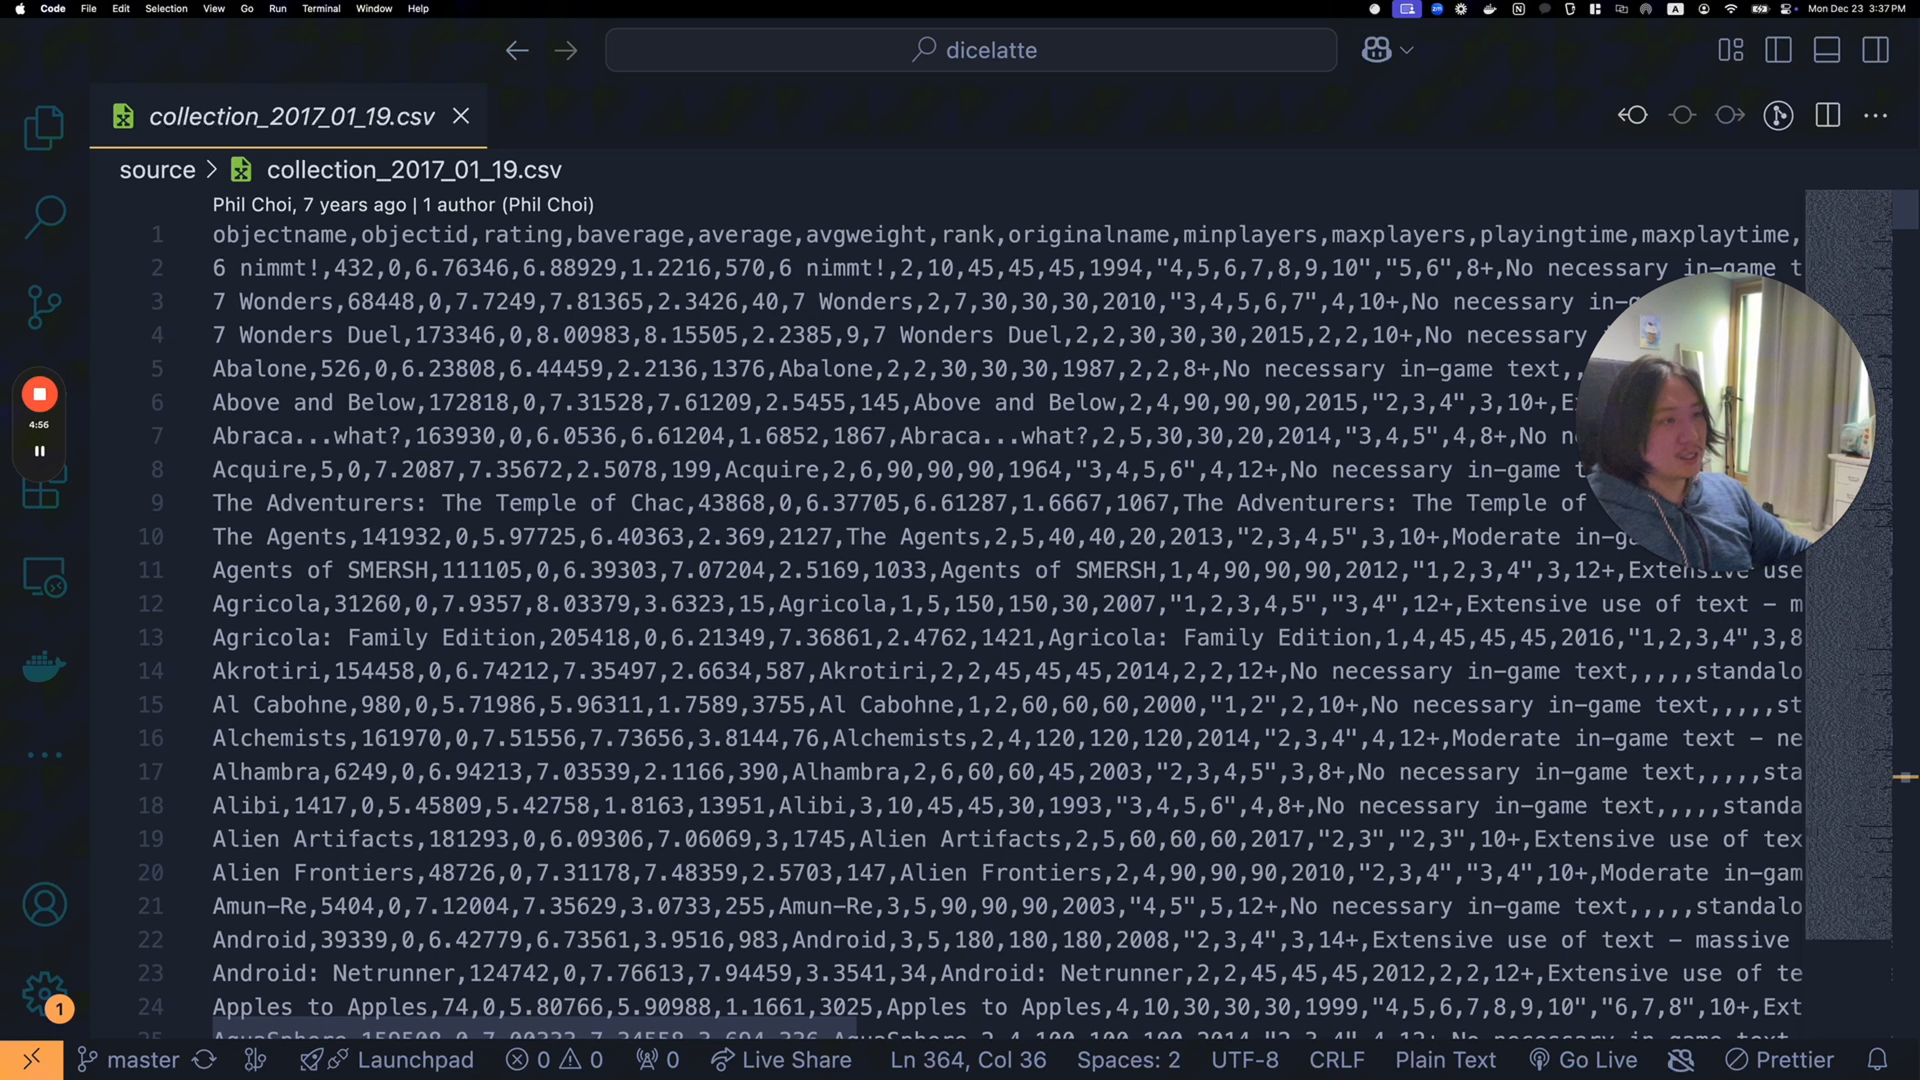 Code File Edit Selection View Go Run Terminal Window Help
Mon Dec 23 3:37 PM
dicelatte
collection_2017_01_19.csv
source > collection_2017_01_19.csv
Phil Choi, 7 years ago | 1 author (Phil Choi)
1 objectname,objectid,rating,baverage,average,avgweight,rank,originalname,minplayers,maxplayers,playingtime,maxplaytime,
2 6 nimmt!,432,0,6.76346,6.88929,1.2216,570,6 nimmt!,2,10,45,45,45,1994,"4,5,6,7,8,9,10","5,6",8+,No necessary in-game t
3 7 Wonders,68448,0,7.7249,7.81365,2.3426,40,7 Wonders,2,7,30,30,30,2010,"3,4,5,6,7",4,10+,No necessary in-g
4 7 Wonders Duel,173346,0,8.00983,8.15505,2.2385,9,7 Wonders Duel,2,2,30,30,30,2015,2,2,10+,No necessary
5 Abalone,526,0,6.23808,6.44459,2.2136,1376,Abalone,2,2,30,30,30,1987,2,2,8+,No necessary in-game text,,
6 Above and Below,172818,0,7.31528,7.61209,2.5455,145,Above and Below,2,4,90,90,90,2015,"2,3,4",3,10+,E
7 Abraca...what?,163930,0,6.0536,6.61204,1.6852,1867,Abraca...what?,2,5,30,30,20,2014,"3,4,5",4,8+,No n
8 Acquire,5,0,7.2087,7.35672,2.5078,199,Acquire,2,6,90,90,90,1964,"3,4,5,6",4,12+,No necessary in-game t
9 The Adventurers: The Temple of Chac,43868,0,6.37705,6.61287,1.6667,1067,The Adventurers: The Temple of
10 The Agents,141932,0,5.97725,6.40363,2.369,2127,The Agents,2,5,40,40,20,2013,"2,3,4,5",3,10+,Moderate in-g
11 Agents of SMERSH,111105,0,6.39303,7.07204,2.5169,1033,Agents of SMERSH,1,4,90,90,90,2012,"1,2,3,4",3,12+,Extensive use
12 Agricola,31260,0,7.9357,8.03379,3.6323,15,Agricola,1,5,150,150,30,2007,"1,2,3,4,5","3,4",12+,Extensive use of text - m
13 Agricola: Family Edition,205418,0,6.21349,7.36861,2.4762,1421,Agricola: Family Edition,1,4,45,45,45,2016,"1,2,3,4",3,8
14 Akrotiri,154458,0,6.74212,7.35497,2.6634,587,Akrotiri,2,2,45,45,45,2014,2,2,12+,No necessary in-game text,,,,,standalo
15 Al Cabohne,980,0,5.71986,5.96311,1.7589,3755,Al Cabohne,1,2,60,60,60,2000,"1,2",2,10+,No necessary in-game text,,,,,st
16 Alchemists,161970,0,7.51556,7.73656,3.8144,76,Alchemists,2,4,120,120,120,2014,"2,3,4",4,12+,Moderate in-game text - ne
17 Alhambra,6249,0,6.94213,7.03539,2.1166,390,Alhambra,2,6,60,60,45,2003,"2,3,4,5",3,8+,No necessary in-game text,,,,,sta
18 Alibi,1417,0,5.45809,5.42758,1.8163,13951,Alibi,3,10,45,45,30,1993,"3,4,5,6",4,8+,No necessary in-game text,,,,,standa
19 Alien Artifacts,181293,0,6.09306,7.06069,3,1745,Alien Artifacts,2,5,60,60,60,2017,"2,3","2,3",10+,Extensive use of tex
20 Alien Frontiers,48726,0,7.31178,7.48359,2.5703,147,Alien Frontiers,2,4,90,90,90,2010,"2,3,4","3,4",10+,Moderate in-gam
21 Amun-Re,5404,0,7.12004,7.35629,3.0733,255,Amun-Re,3,5,90,90,90,2003,"4,5",5,12+,No necessary in-game text,,,,,standalo
22 Android,39339,0,6.42779,6.73561,3.9516,983,Android,3,5,180,180,180,2008,"2,3,4",3,14+,Extensive use of text - massive
23 Android: Netrunner,124742,0,7.76613,7.94459,3.3541,34,Android: Netrunner,2,2,45,45,45,2012,2,2,12+,Extensive use of te
24 Apples to Apples,74,0,5.80766,5.90988,1.1661,3025,Apples to Apples,4,10,30,30,30,1999,"4,5,6,7,8,9,10","6,7,8",10+,Ext
4:56
1
master Launchpad 0 0 0 Live Share Ln 364, Col 36 Spaces: 2 UTF-8 CRLF Plain Text Go Live Prettier